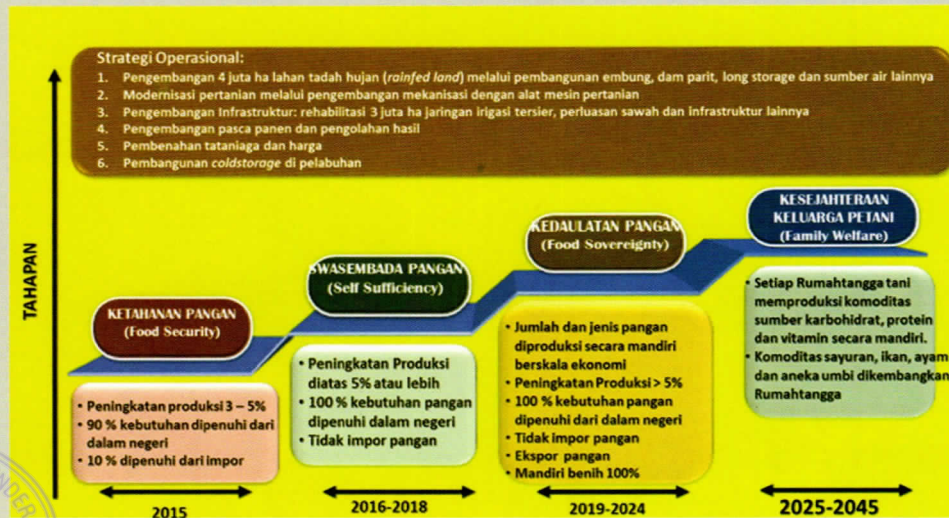 Strategi Operasional:
1. Pengembangan 4 juta ha lahan tadah hujan (rainfed land) melalui pembangunan embung, dam parit, long storage dan sumber air lainnya
2. Modernisasi pertanian melalui pengembangan mekanisasi dengan alat mesin pertanian
3. Pengembangan Infrastruktur: rehabilitasi 3 juta ha jaringan irigasi tersier, perluasan sawah dan infrastruktur lainnya
4. Pengembangan pasca panen dan pengolahan hasil
5. Pembenahan tataniaga dan harga
6. Pembangunan coldstorage di pelabuhan
TAHAPAN
KETAHANAN PANGAN
(Food Security)
• Peningkatan produksi 3 – 5%
• 90 % kebutuhan dipenuhi dari
dalam negeri
• 10 % dipenuhi dari impor
2015
SWASEMBADA PANGAN
(Self Sufficiency)
• Peningkatan Produksi
diatas 5% atau lebih
• 100 % kebutuhan pangan
dipenuhi dalam negeri
• Tidak impor pangan
2016-2018
KEDAULATAN PANGAN
(Food Sovereignty)
• Jumlah dan jenis pangan
diproduksi secara mandiri
berskala ekonomi
• Peningkatan Produksi > 5%
• 100 % kebutuhan pangan
dipenuhi dari dalam negeri
• Tidak impor pangan
• Ekspor pangan
• Mandiri benih 100%
2019-2024
KESEJAHTERAAN
KELUARGA PETANI
(Family Welfare)
• Setiap Rumahtangga tani
memproduksi komoditas
sumber karbohidrat, protein
dan vitamin secara mandiri.
• Komoditas sayuran, ikan, ayam
dan aneka umbi dikembangkan
Rumahtangga
2025-2045